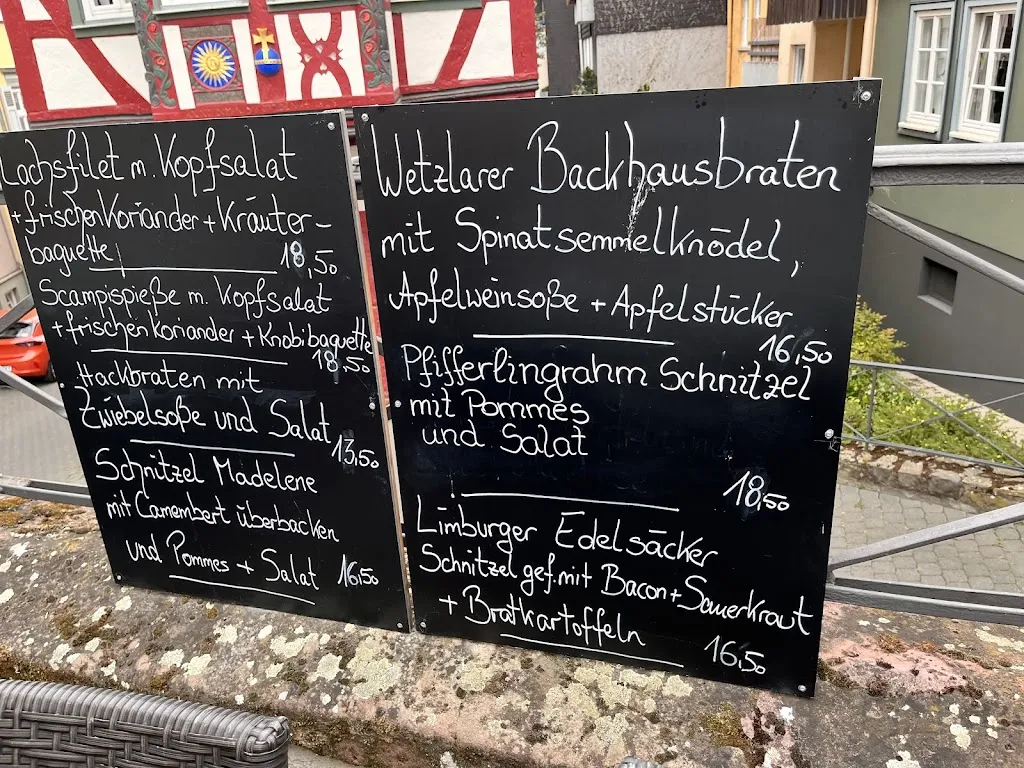 Lachsfilet m. Kopfsalat
+ frischen Koriander + Kräuter-
baguette 18,50
Scampispieße m. Kopfsalat
+ frischen Koriander + Knobibaguette
18,50
Hackbraten mit
Zwiebelsoße und Salat
13,50
Schnitzel Madelene
mit Camembert überbacken
und Pommes + Salat 16,50
Wetzlarer Backhausbraten
mit Spinatsemmelknödel,
Apfelweinsoße + Apfelstücker
16,50
Pfifferlingrahm Schnitzel
mit Pommes
und Salat
18,50
Limburger Edelsäcker
Schnitzel gef. mit Bacon + Sauerkraut
+ Bratkartoffeln
16,50